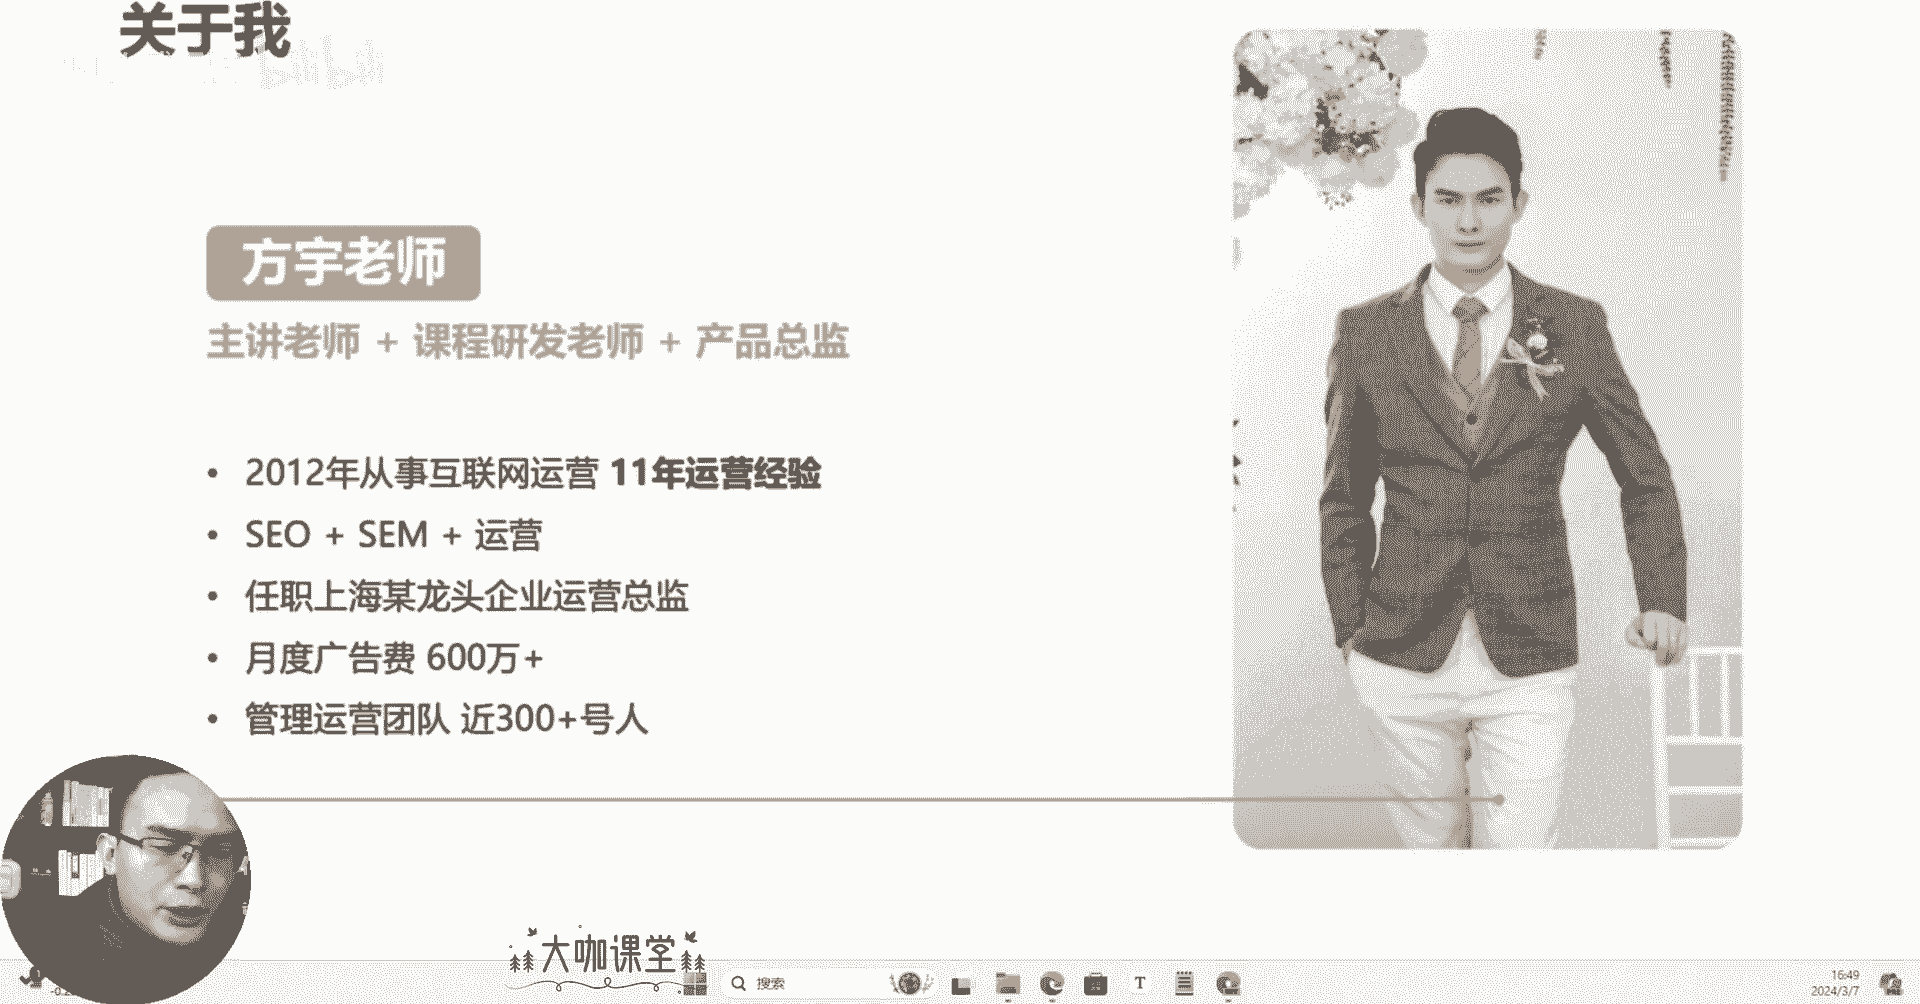 关于我
bilibili
方宇老师
主讲老师 + 课程研发老师 + 产品总监
• 2012年从事互联网运营 11年运营经验
• SEO + SEM + 运营
• 任职上海某龙头企业运营总监
• 月度广告费 600万+
• 管理运营团队 近300+号人
大咖课堂
搜索
T
16:49
2024/3/7